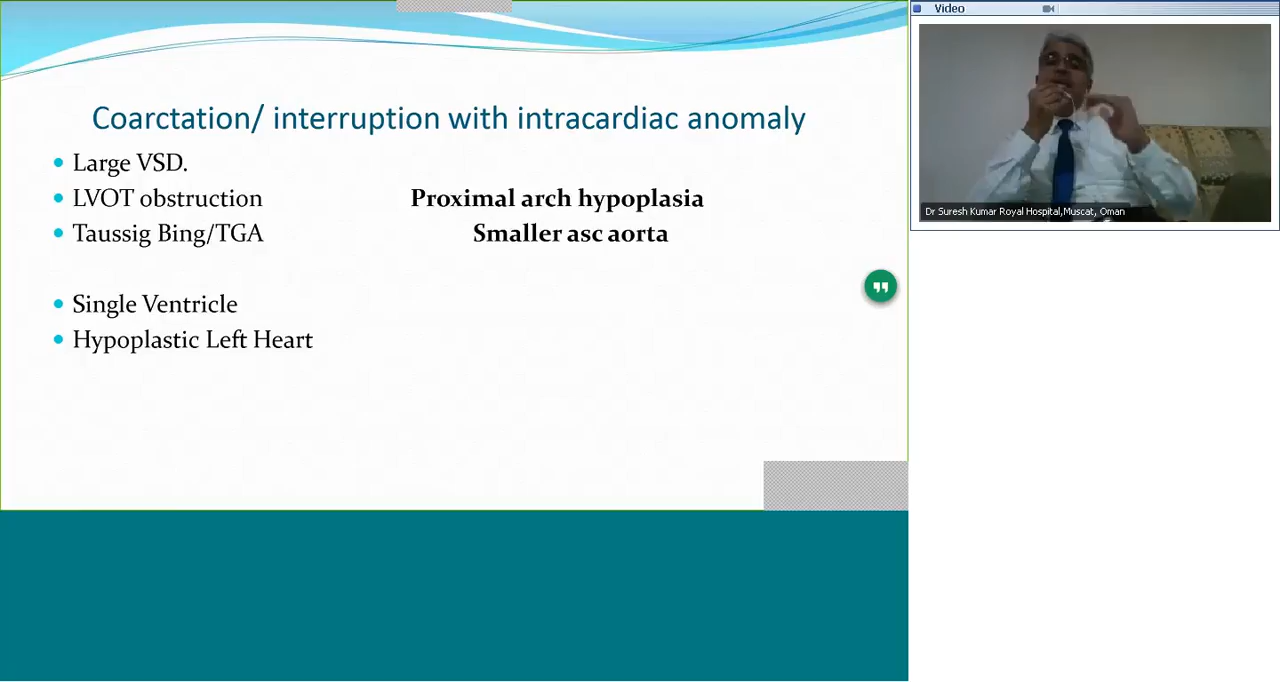 Video
Coarctation/ interruption with intracardiac anomaly
Large VSD.
LVOT obstruction
Proximal arch hypoplasia
Taussig Bing/TGA
Smaller asc aorta
Single Ventricle
Hypoplastic Left Heart
Dr Suresh Kumar Royal Hospital,Muscat, Oman